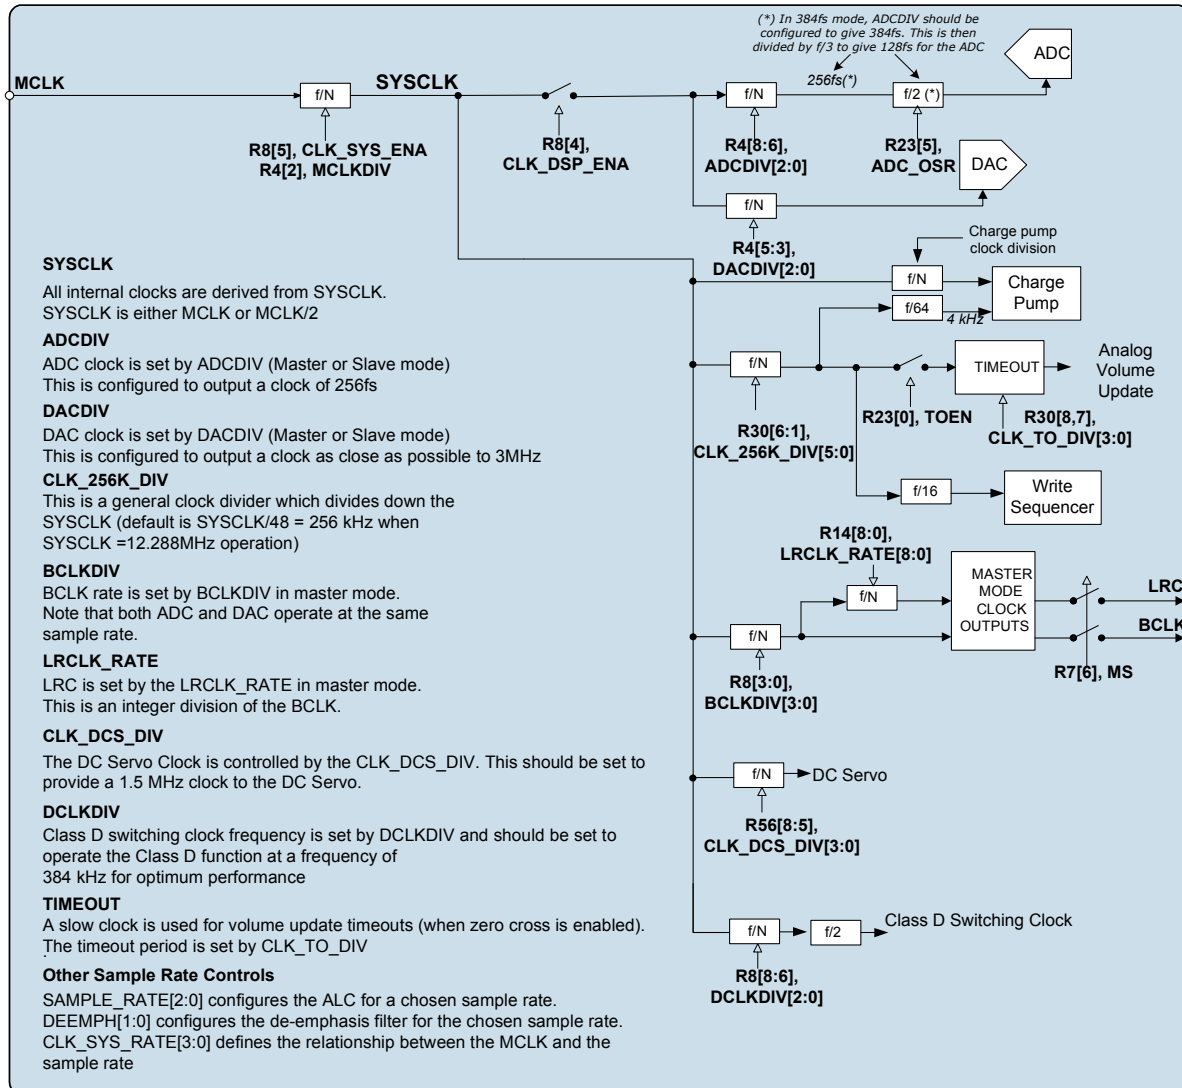 (*) In 384fs mode, ADCDIV should be
configured to give 384fs. This is then
divided by f/3 to give 128fs for the ADC
ADC
MCLK
SYSCLK
256fs(*)
f/N
f/N
f/2 (*)
R8[5], CLK_SYS_ENA
R4[2], MCLKDIV
R8[4],
CLK_DSP_ENA
R4[8:6],
ADCDIV[2:0]
R23[5],
ADC_OSR
DAC
f/N
R4[5:3],
DACDIV[2:0]
Charge pump
clock division
f/N
Charge
Pump
f/64
4 kHz
f/N
TIMEOUT
Analog
Volume
Update
R23[0], TOEN
R30[8,7],
CLK_TO_DIV[3:0]
R30[6:1],
CLK_256K_DIV[5:0]
f/16
Write
Sequencer
R14[8:0],
LRCLK_RATE[8:0]
f/N
MASTER
MODE
CLOCK
OUTPUTS
LRC
BCLK
f/N
R7[6], MS
R8[3:0],
BCLKDIV[3:0]
f/N
DC Servo
R56[8:5],
CLK_DCS_DIV[3:0]
f/N
f/2
Class D Switching Clock
R8[8:6],
DCLKDIV[2:0]
SYSCLK
All internal clocks are derived from SYSCLK.
SYSCLK is either MCLK or MCLK/2
ADCDIV
ADC clock is set by ADCDIV (Master or Slave mode)
This is configured to output a clock of 256fs
DACDIV
DAC clock is set by DACDIV (Master or Slave mode)
This is configured to output a clock as close as possible to 3MHz
CLK_256K_DIV
This is a general clock divider which divides down the
SYSCLK (default is SYSCLK/48 = 256 kHz when
SYSCLK =12.288MHz operation)
BCLKDIV
BCLK rate is set by BCLKDIV in master mode.
Note that both ADC and DAC operate at the same
sample rate.
LRCLK_RATE
LRC is set by the LRCLK_RATE in master mode.
This is an integer division of the BCLK.
CLK_DCS_DIV
The DC Servo Clock is controlled by the CLK_DCS_DIV. This should be set to
provide a 1.5 MHz clock to the DC Servo.
DCLKDIV
Class D switching clock frequency is set by DCLKDIV and should be set to
operate the Class D function at a frequency of
384 kHz for optimum performance
TIMEOUT
A slow clock is used for volume update timeouts (when zero cross is enabled).
The timeout period is set by CLK_TO_DIV
.
Other Sample Rate Controls
SAMPLE_RATE[2:0] configures the ALC for a chosen sample rate.
DEEMPH[1:0] configures the de-emphasis filter for the chosen sample rate.
CLK_SYS_RATE[3:0] defines the relationship between the MCLK and the
sample rate